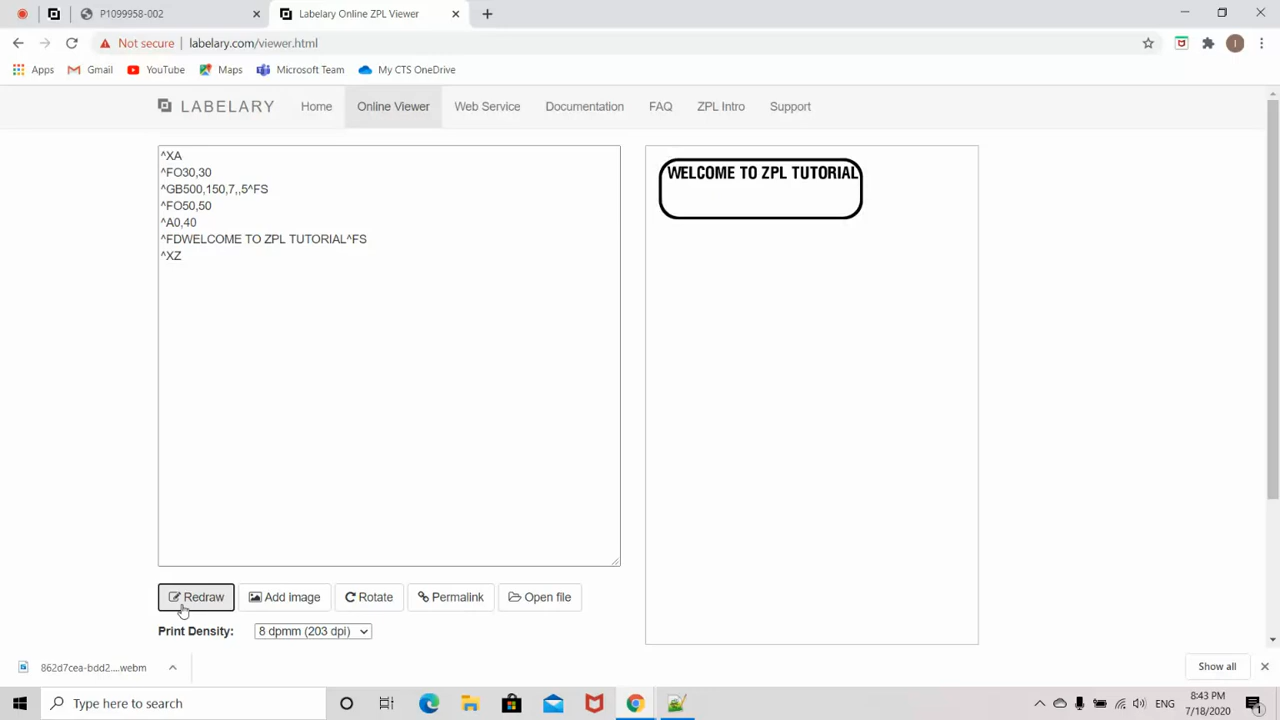 P1099958-002
Labelary Online ZPL Viewer
Not secure
labelary.com/viewer.html
Apps
Gmail
YouTube
Maps
Microsoft Team
My CTS OneDrive
LABELARY
Home
Online Viewer
Web Service
Documentation
FAQ
ZPL Intro
Support
^XA
^FO30,30
^GB500,150,7,,5^FS
^FO50,50
^A0,40
^FDWELCOME TO ZPL TUTORIAL^FS
^XZ
WELCOME TO ZPL TUTORIAL
Redraw
Add image
Rotate
Permalink
Open file
Print Density:
8 dpmm (203 dpi)
862d7cea-bdd2....webm
Show all
Type here to search
ENG
8:43 PM
7/18/2020
1